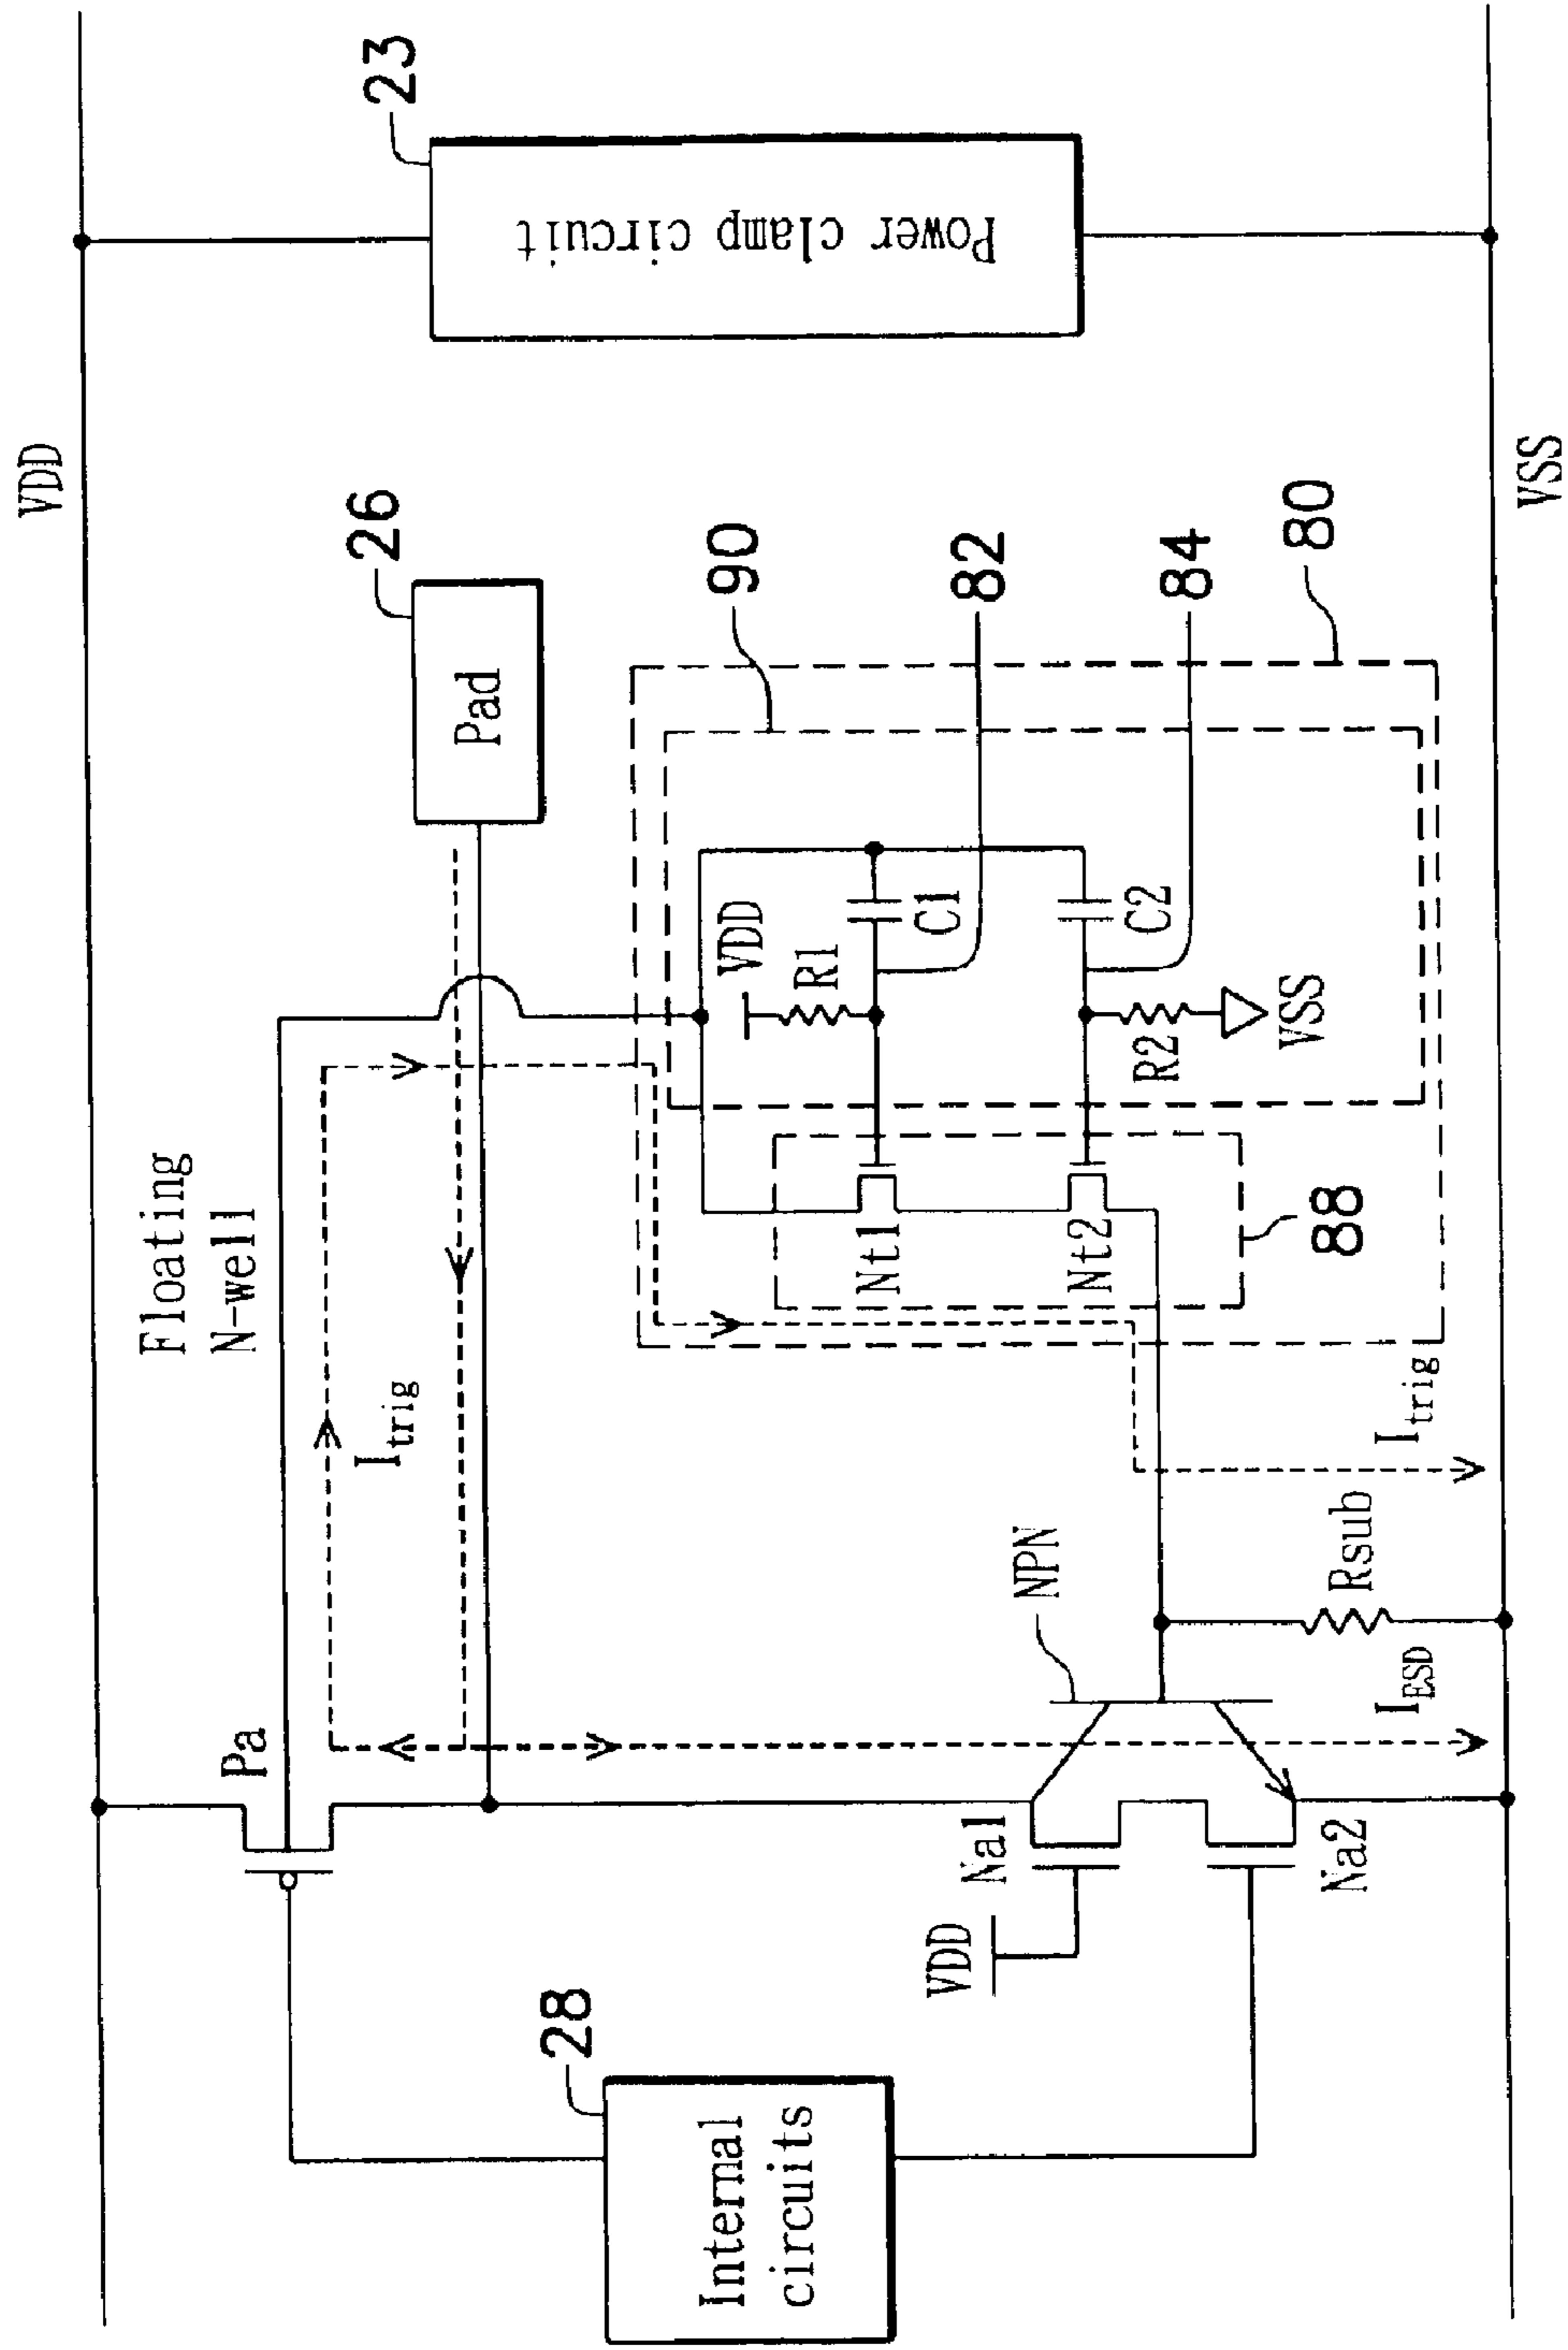 VDD
23
Power clamp circuit
26
Pad
VSS
90
82
84
80
VDD
R1
C1
C2
R2
VSS
Nt1
Nt2
88
Floating
N-well
Itrig
Itrig
NPN
Rsub
IESD
Pa
Na1
Na2
VDD
28
Internal
circuits